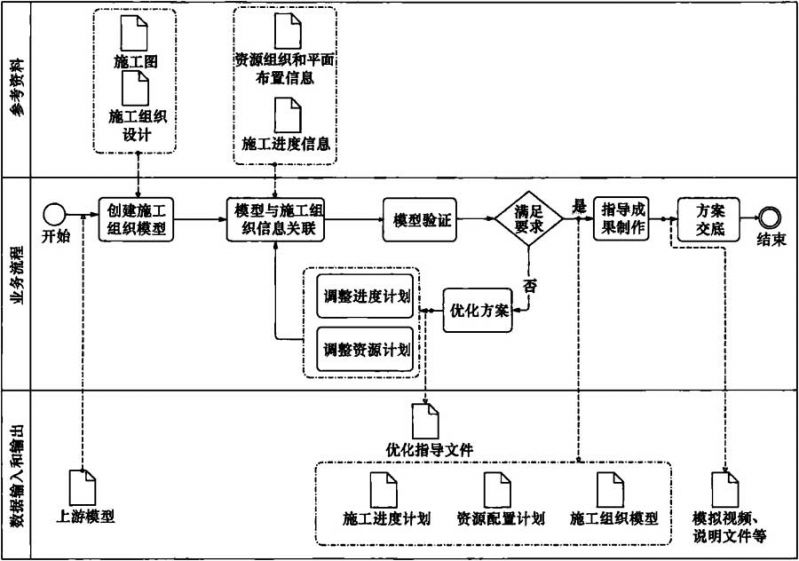 参考资料
施工图
施工组织
设计
资源组织和平面
布置信息
施工进度信息
业务流程
开始
创建施工
组织模型
模型与施工组
织信息关联
模型验证
满足
要求
是
指导成
果制作
方案
交底
结束
否
优化方案
调整进度计划
调整资源计划
数据输入和输出
上游模型
优化指导文件
施工进度计划
资源配置计划
施工组织模型
模拟视频、
说明文件等